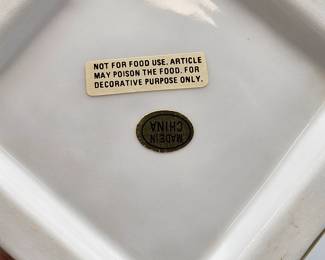 NOT FOR FOOD USE. ARTICLE
MAY POISON THE FOOD. FOR
DECORATIVE PURPOSE ONLY.
MADE IN
CHINA